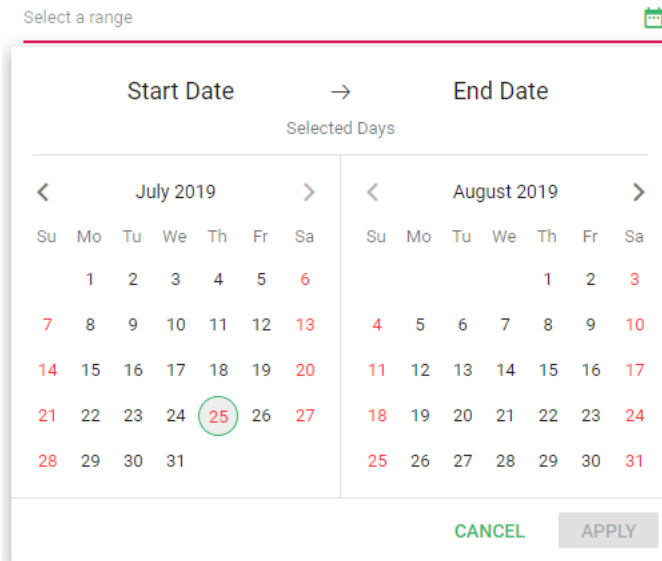 Select a range
Start Date → End Date
Selected Days
July 2019
Su Mo Tu We Th Fr Sa
1 2 3 4 5 6
7 8 9 10 11 12 13
14 15 16 17 18 19 20
21 22 23 24 25 26 27
28 29 30 31
August 2019
Su Mo Tu We Th Fr Sa
1 2 3
4 5 6 7 8 9 10
11 12 13 14 15 16 17
18 19 20 21 22 23 24
25 26 27 28 29 30 31
CANCEL APPLY